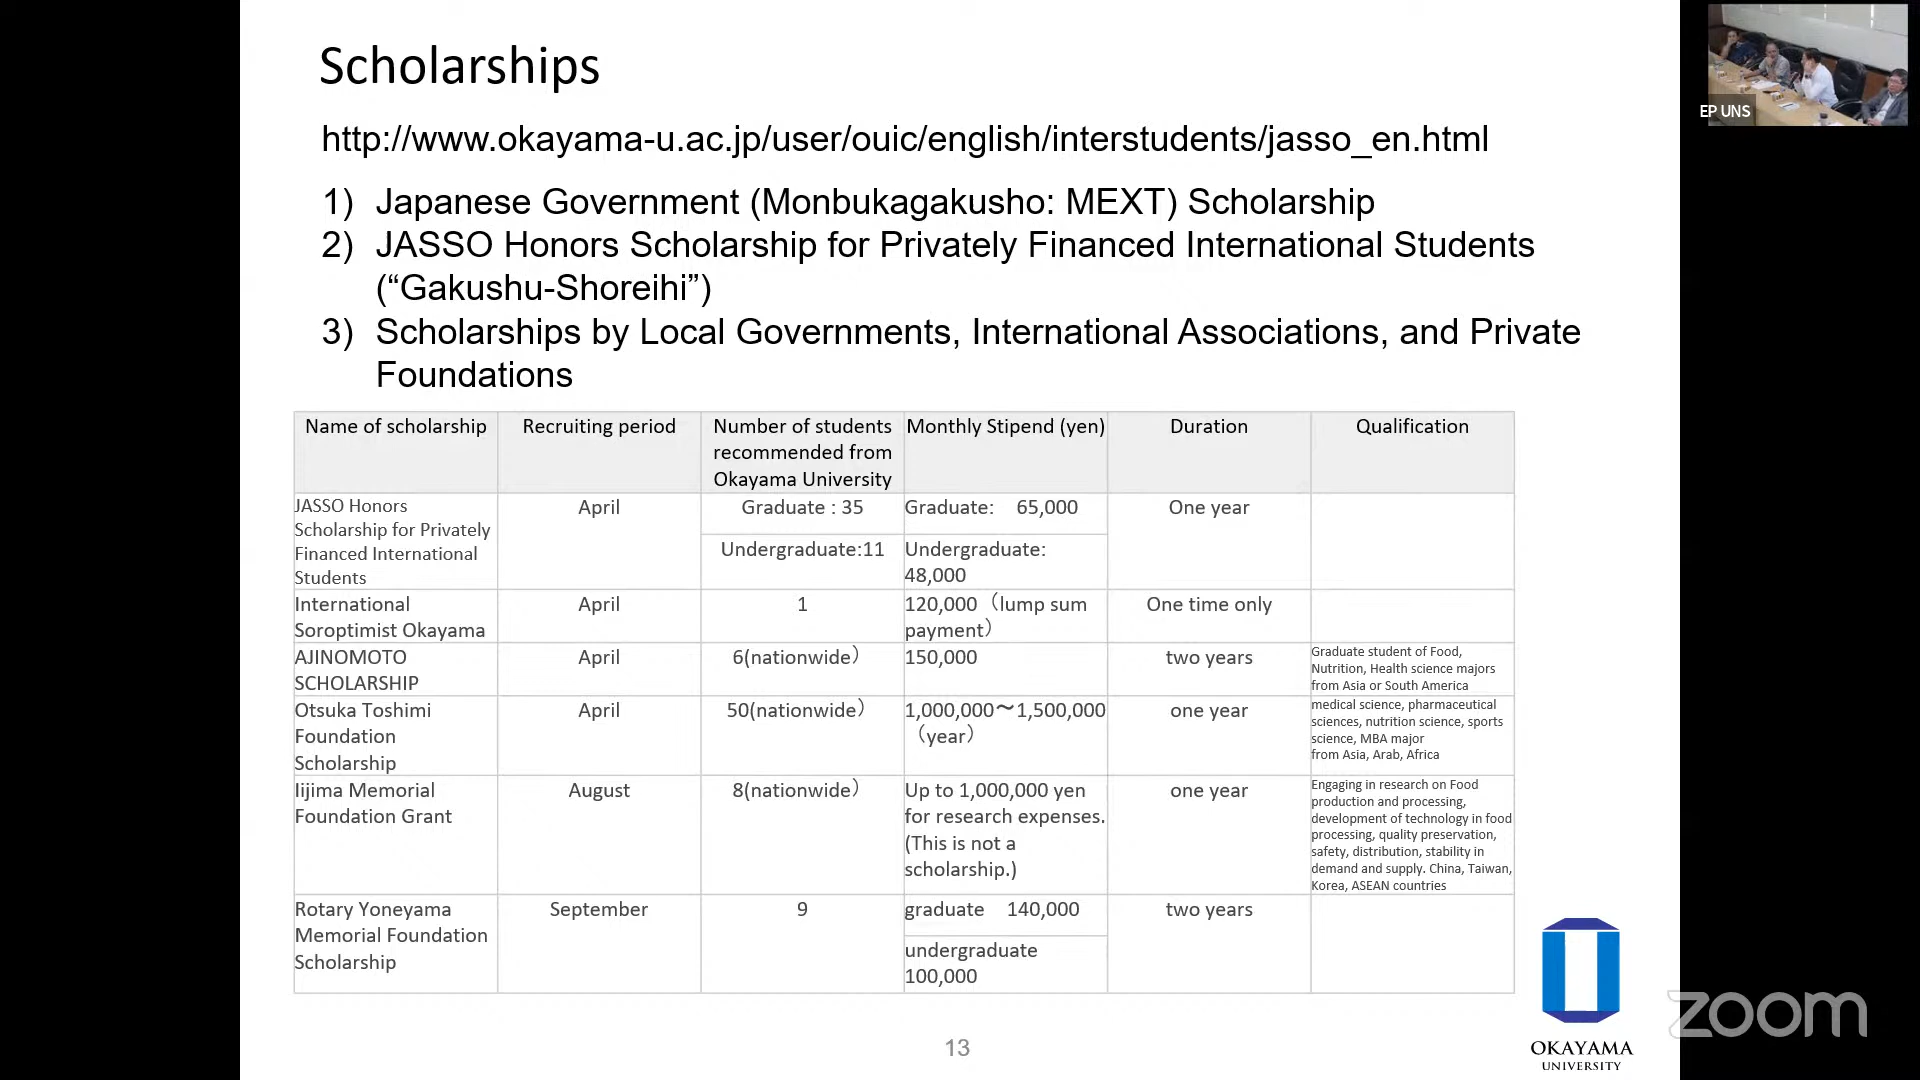 Scholarships
http://www.okayama-u.ac.jp/user/ouic/english/interstudents/jasso_en.html
1) Japanese Government (Monbukagakusho: MEXT) Scholarship
2) JASSO Honors Scholarship for Privately Financed International Students
(“Gakushu-Shoreihi”)
3) Scholarships by Local Governments, International Associations, and Private
Foundations
Name of scholarship
Recruiting period
Number of students
recommended from
Okayama University
Monthly Stipend (yen)
Duration
Qualification
JASSO Honors
Scholarship for Privately
Financed International
Students
April
Graduate : 35
Undergraduate:11
Graduate: 65,000
Undergraduate:
48,000
One year
International
Soroptimist Okayama
April
1
120,000（lump sum
payment）
One time only
AJINOMOTO
SCHOLARSHIP
April
6(nationwide）
150,000
two years
Graduate student of Food,
Nutrition, Health science majors
from Asia or South America
Otsuka Toshimi
Foundation
Scholarship
April
50(nationwide）
1,000,000～1,500,000
（year）
one year
medical science, pharmaceutical
sciences, nutrition science, sports
science, MBA major
from Asia, Arab, Africa
Iijima Memorial
Foundation Grant
August
8(nationwide）
Up to 1,000,000 yen
for research expenses.
(This is not a
scholarship.)
one year
Engaging in research on Food
production and processing,
development of technology in food
processing, quality preservation,
safety, distribution, stability in
demand and supply. China, Taiwan,
Korea, ASEAN countries
Rotary Yoneyama
Memorial Foundation
Scholarship
September
9
graduate 140,000
undergraduate
100,000
two years
13
OKAYAMA
UNIVERSITY
EP UNS
zoom